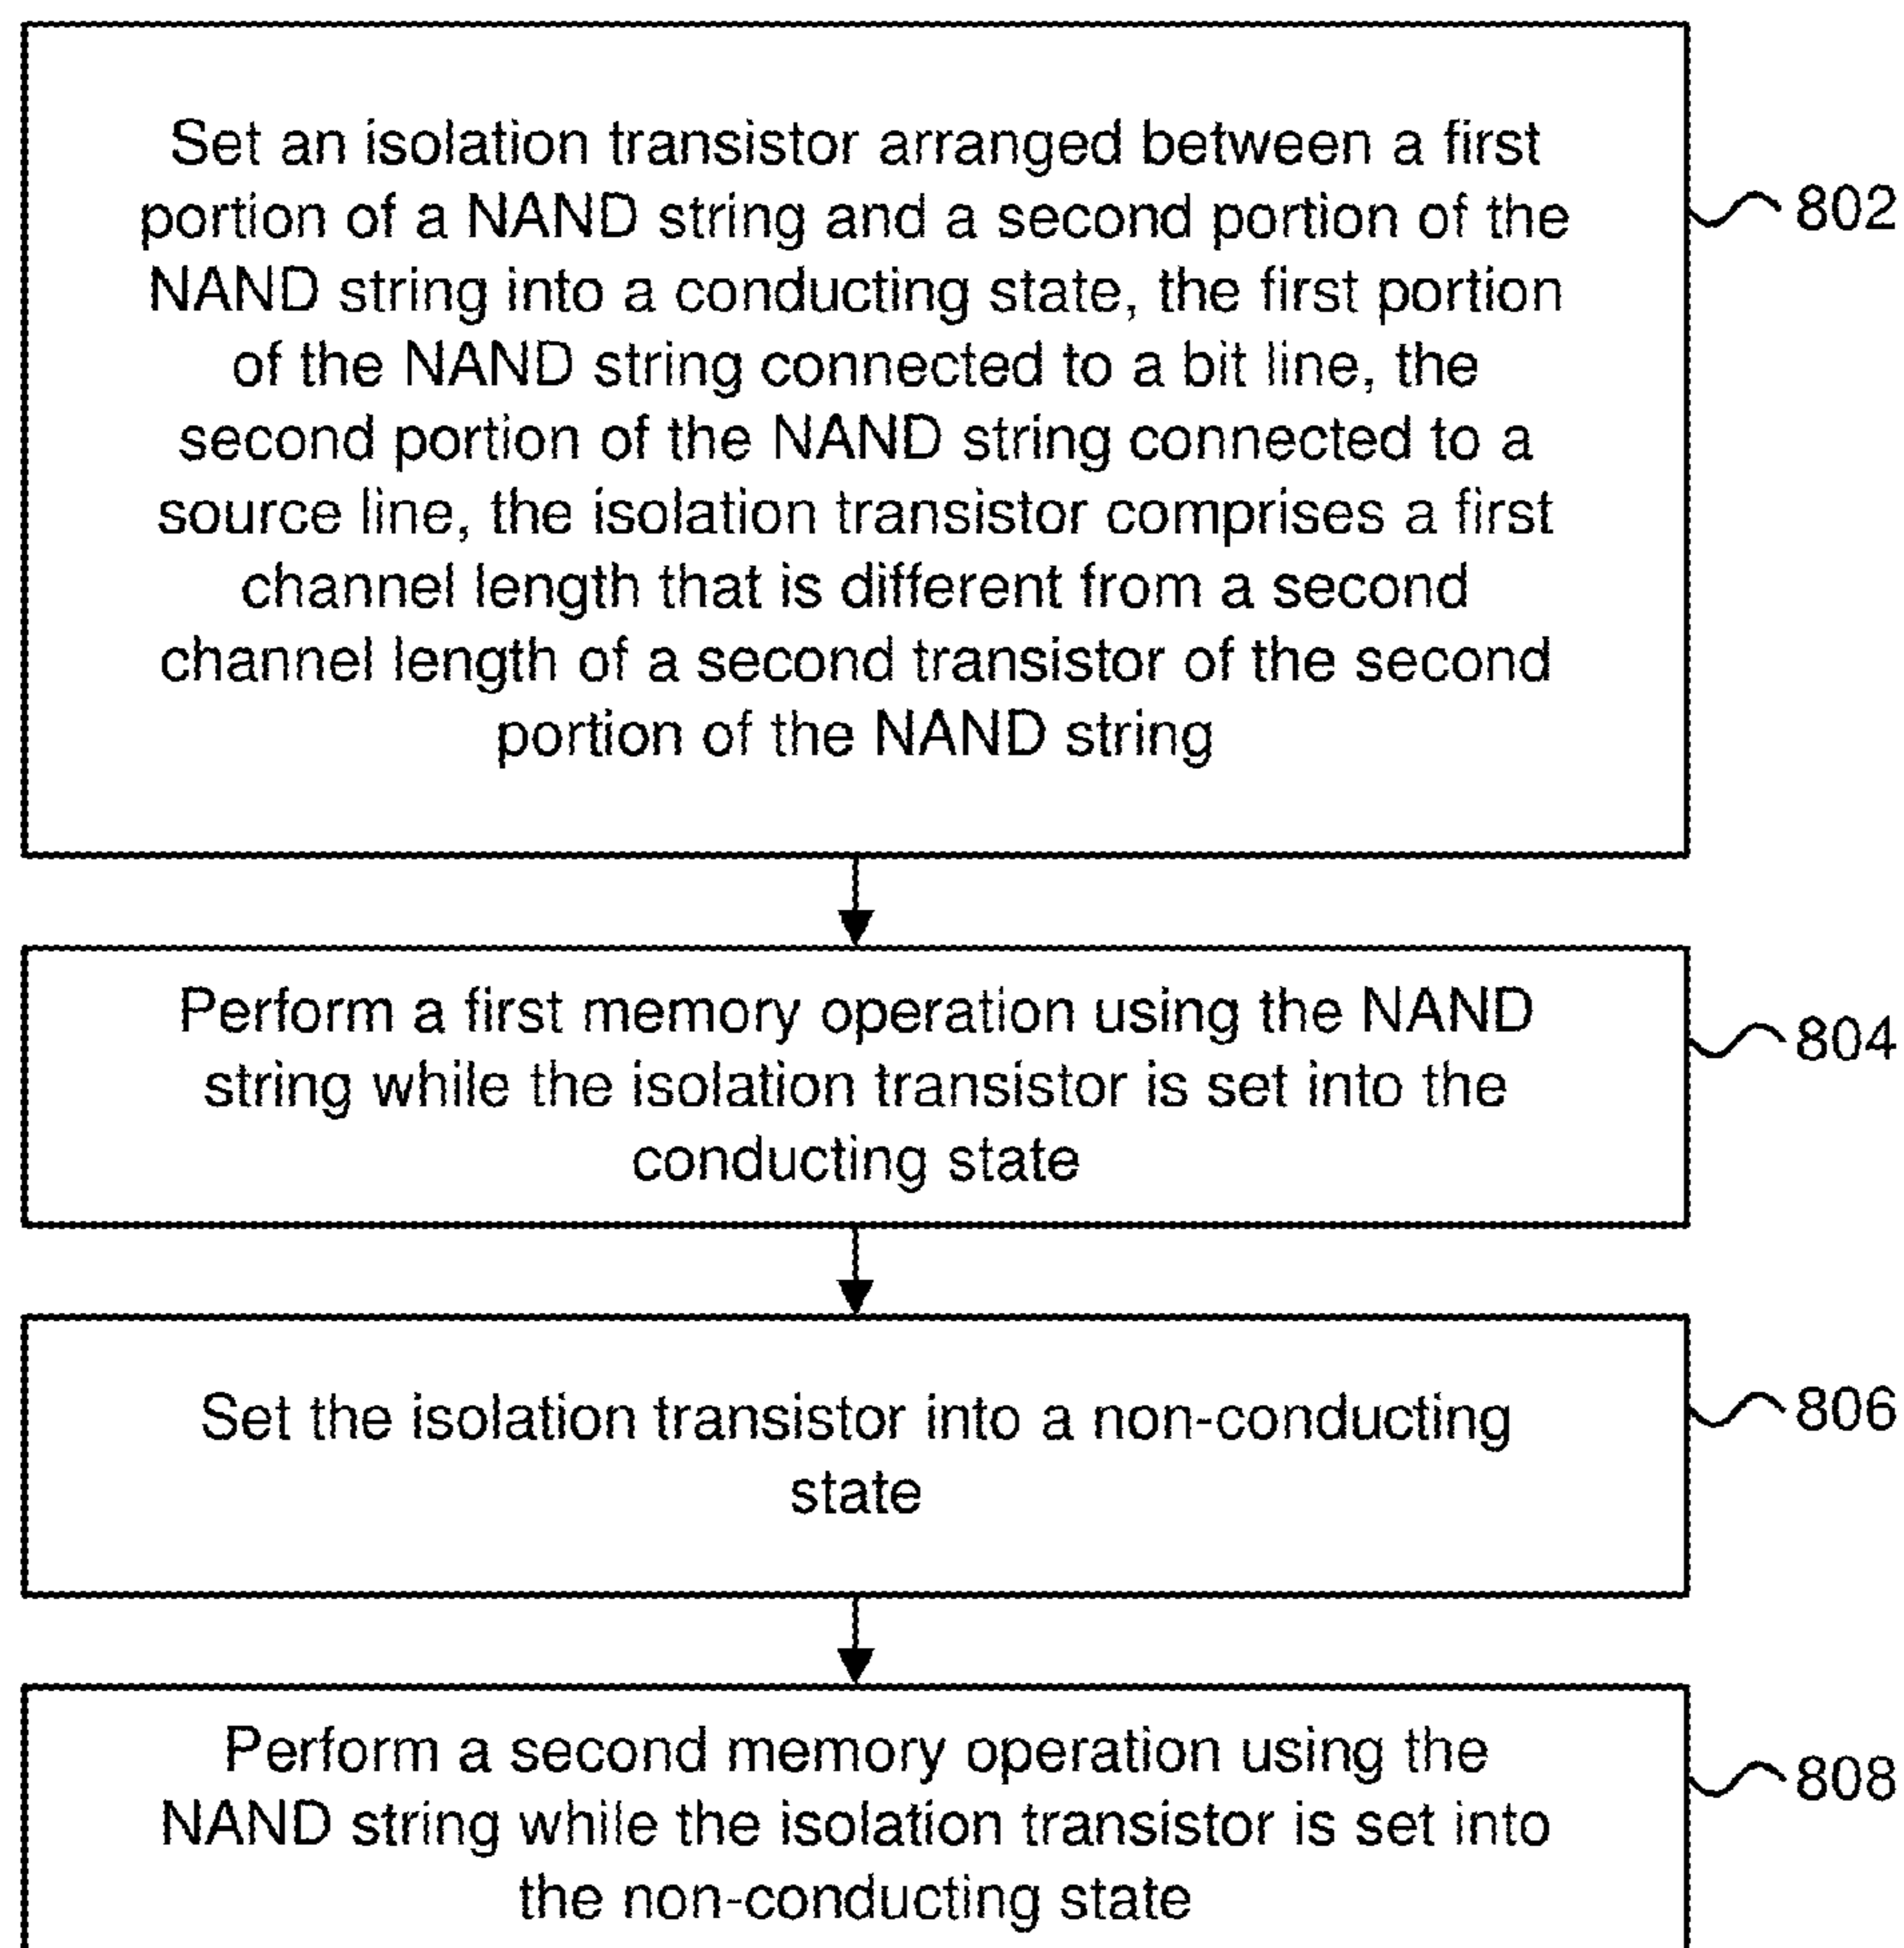 Set an isolation transistor arranged between a first
portion of a NAND string and a second portion of the
NAND string into a conducting state, the first portion
of the NAND string connected to a bit line, the
second portion of the NAND string connected to a
source line, the isolation transistor comprises a first
channel length that is different from a second
channel length of a second transistor of the second
portion of the NAND string
802
Perform a first memory operation using the NAND
string while the isolation transistor is set into the
conducting state
804
Set the isolation transistor into a non-conducting
state
806
Perform a second memory operation using the
NAND string while the isolation transistor is set into
the non-conducting state
808